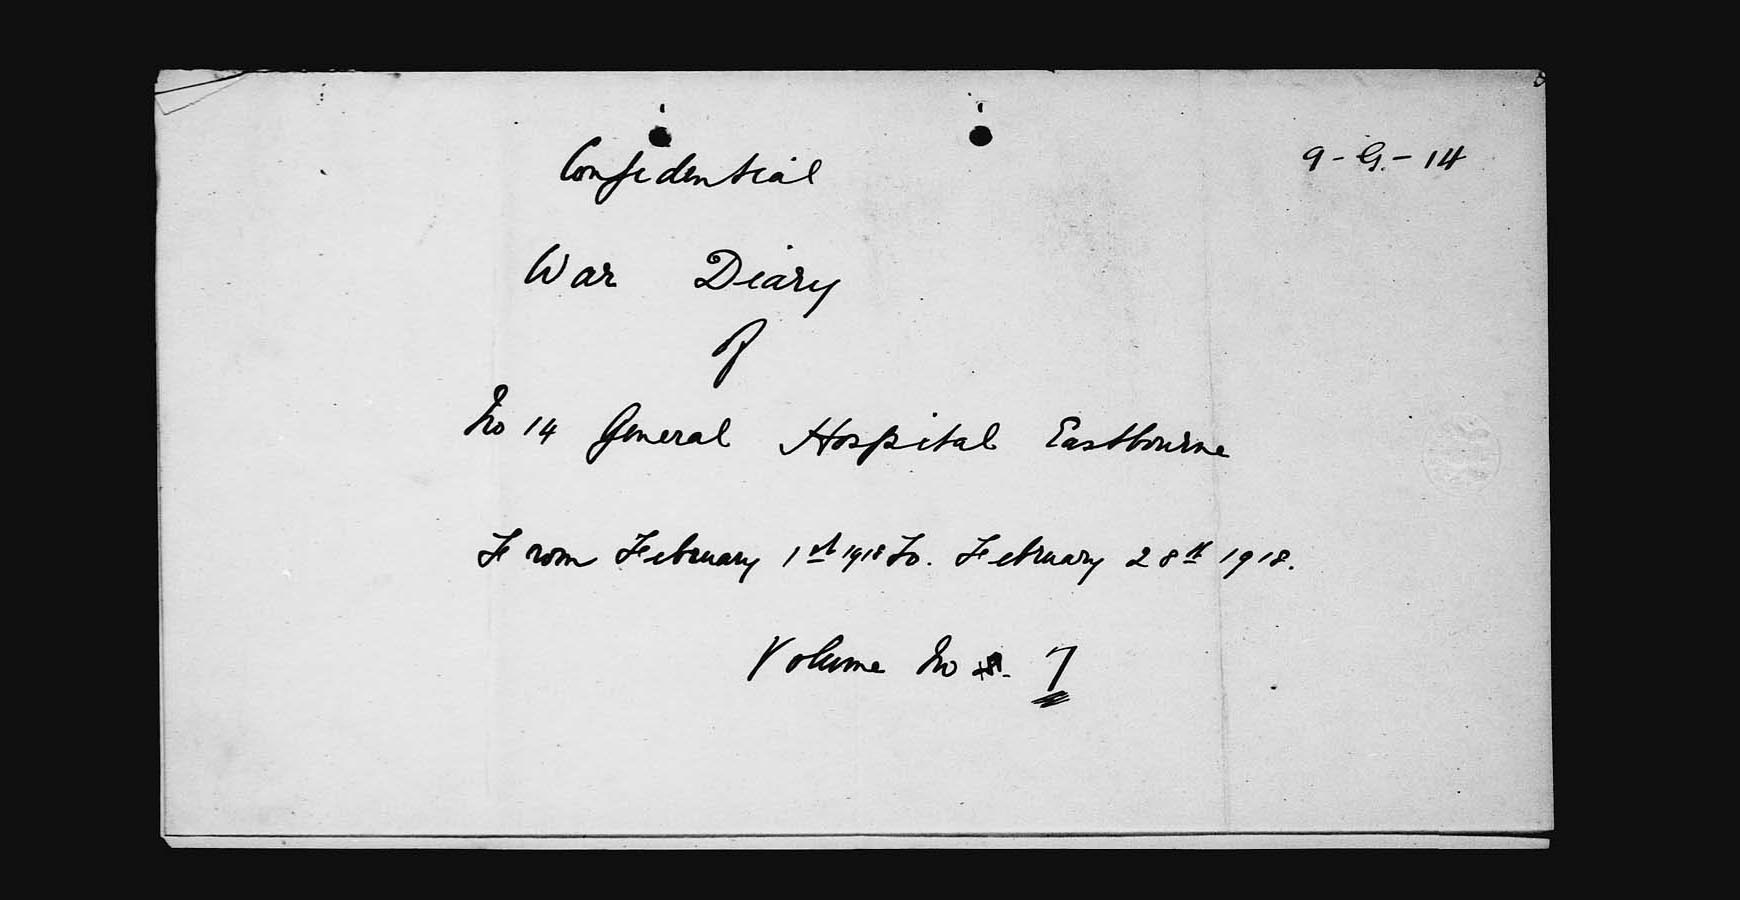 9-G.-14
Confidential
War Diary
of
No 14 General Hospital Eastbourne
From February 1st 1918 To. February 28th 1918.
Volume No 7